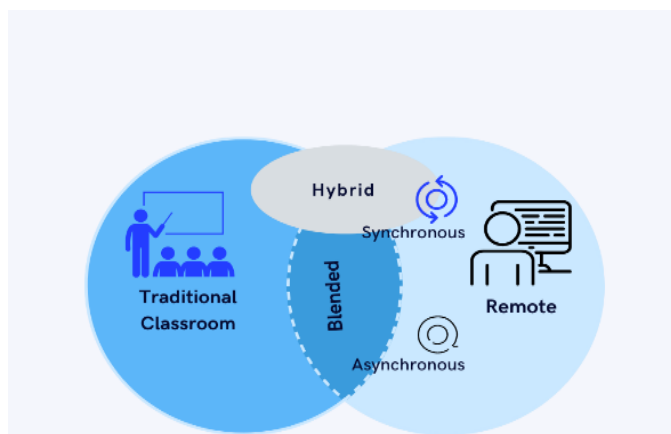 Hybrid
Synchronous
Traditional
Classroom
Blended
Remote
Asynchronous